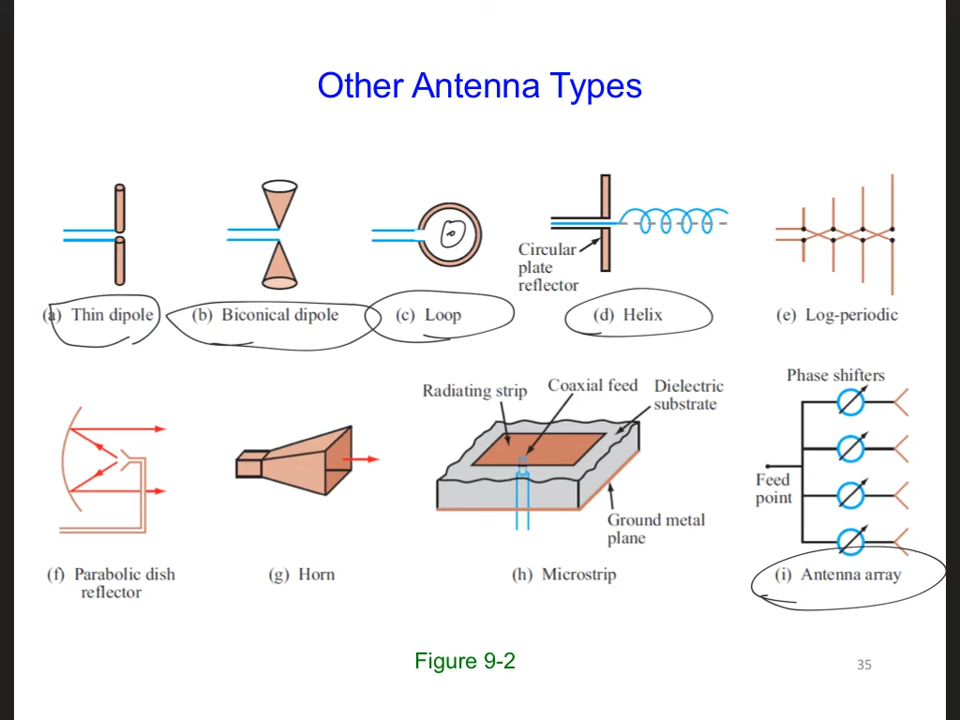 Other Antenna Types
Circular
plate
reflector
(a) Thin dipole
(b) Biconical dipole
(c) Loop
(d) Helix
(e) Log-periodic
Radiating strip
Coaxial feed
Dielectric
substrate
Phase shifters
Feed
point
Ground metal
plane
(f) Parabolic dish
reflector
(g) Horn
(h) Microstrip
(i) Antenna array
Figure 9-2
35